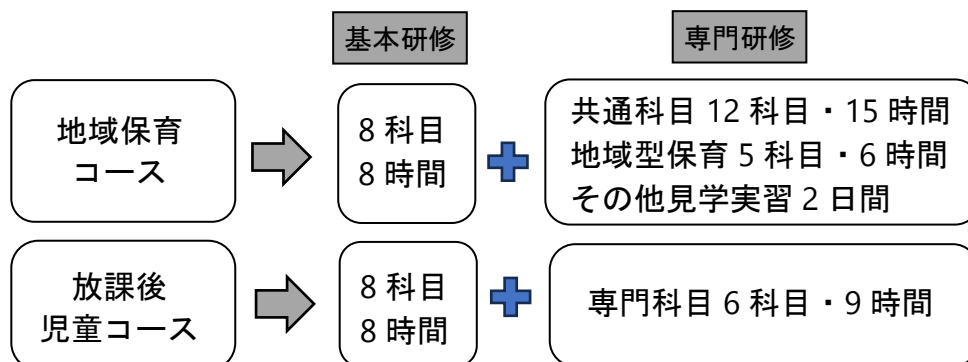 基本研修
専門研修
地域保育
コース
8 科目
8 時間
共通科目 12 科目・15 時間
地域型保育 5 科目・6 時間
その他見学実習 2 日間
放課後
児童コース
8 科目
8 時間
専門科目 6 科目・9 時間